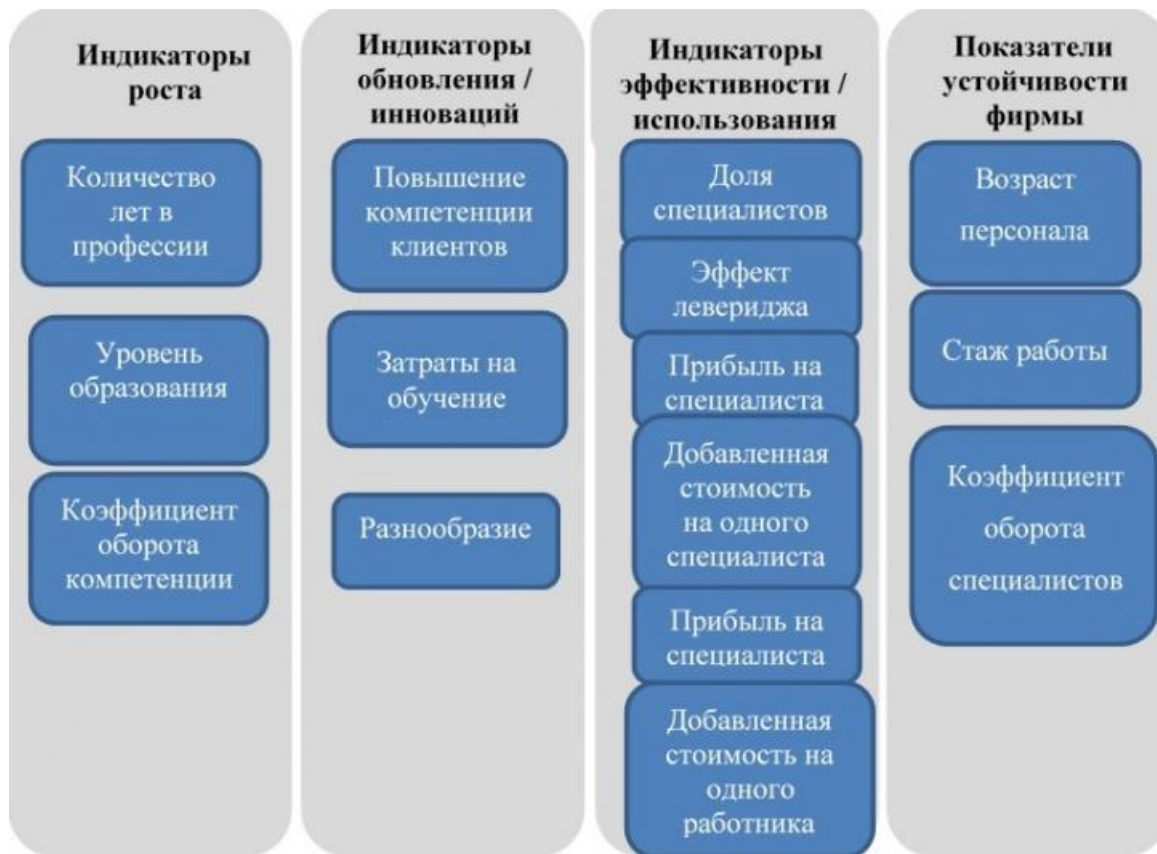 Индикаторы
роста
Количество
лет в
профессии
Уровень
образования
Коэффициент
оборота
компетенции
Индикаторы
обновления /
инноваций
Повышение
компетенции
клиентов
Затраты на
обучение
Разнообразие
Индикаторы
эффективности /
использования
Доля
специалистов
Эффект
левериджа
Прибыль на
специалиста
Добавленная
стоимость
на одного
специалиста
Прибыль на
специалиста
Добавленная
стоимость на
одного
работника
Показатели
устойчивости
фирмы
Возраст
персонала
Стаж работы
Коэффициент
оборота
специалистов